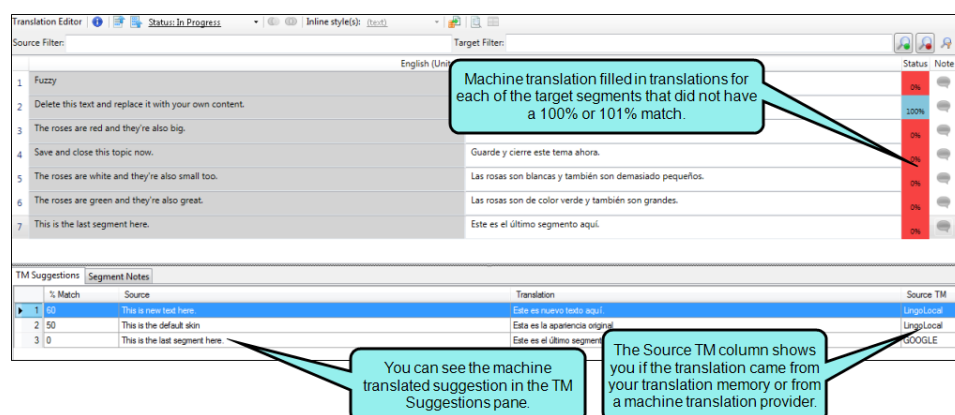 Translation Editor Status: In Progress Inline style(s): (text)
Source Filter: Target Filter:
English (Unit Status Note
1 Fuzzy 0%
2 Delete this text and replace it with your own content. 100%
3 The roses are red and they're also big. 0%
4 Save and close this topic now. Guarde y cierre este tema ahora. 0%
5 The roses are white and they're also small too. Las rosas son blancas y también son demasiado pequeños. 0%
6 The roses are green and they're also great. Las rosas son de color verde y también son grandes. 0%
7 This is the last segment here. Este es el último segmento aquí. 0%
Machine translation filled in translations for
each of the target segments that did not have
a 100% or 101% match.
TM Suggestions Segment Notes
% Match Source Translation Source TM
1 60 This is new text here. Este es nuevo texto aquí. LingoLocal
2 50 This is the default skin Esta es la apariencia original LingoLocal
3 0 This is the last segment here. Este es el último segment GOOGLE
You can see the machine
translated suggestion in the TM
Suggestions pane.
The Source TM column shows
you if the translation came from
your translation memory or from
a machine translation provider.